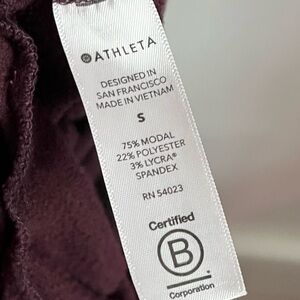 ATHLETA
DESIGNED IN
SAN FRANCISCO
MADE IN VIETNAM
S
75% MODAL
22% POLYESTER
3% LYCRA®
SPANDEX
RN 54023
Certified
B
Corporation